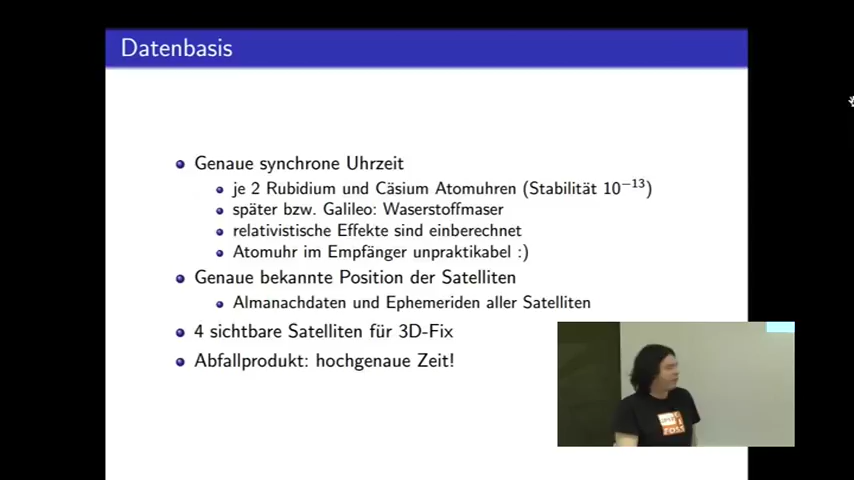 Datenbasis
Genaue synchrone Uhrzeit
je 2 Rubidium und Cäsium Atomuhren (Stabilität 10⁻¹³)
später bzw. Galileo: Waserstoffmaser
relativistische Effekte sind einberechnet
Atomuhr im Empfänger unpraktikabel :)
Genaue bekannte Position der Satelliten
Almanachdaten und Ephemeriden aller Satelliten
4 sichtbare Satelliten für 3D-Fix
Abfallprodukt: hochgenaue Zeit!